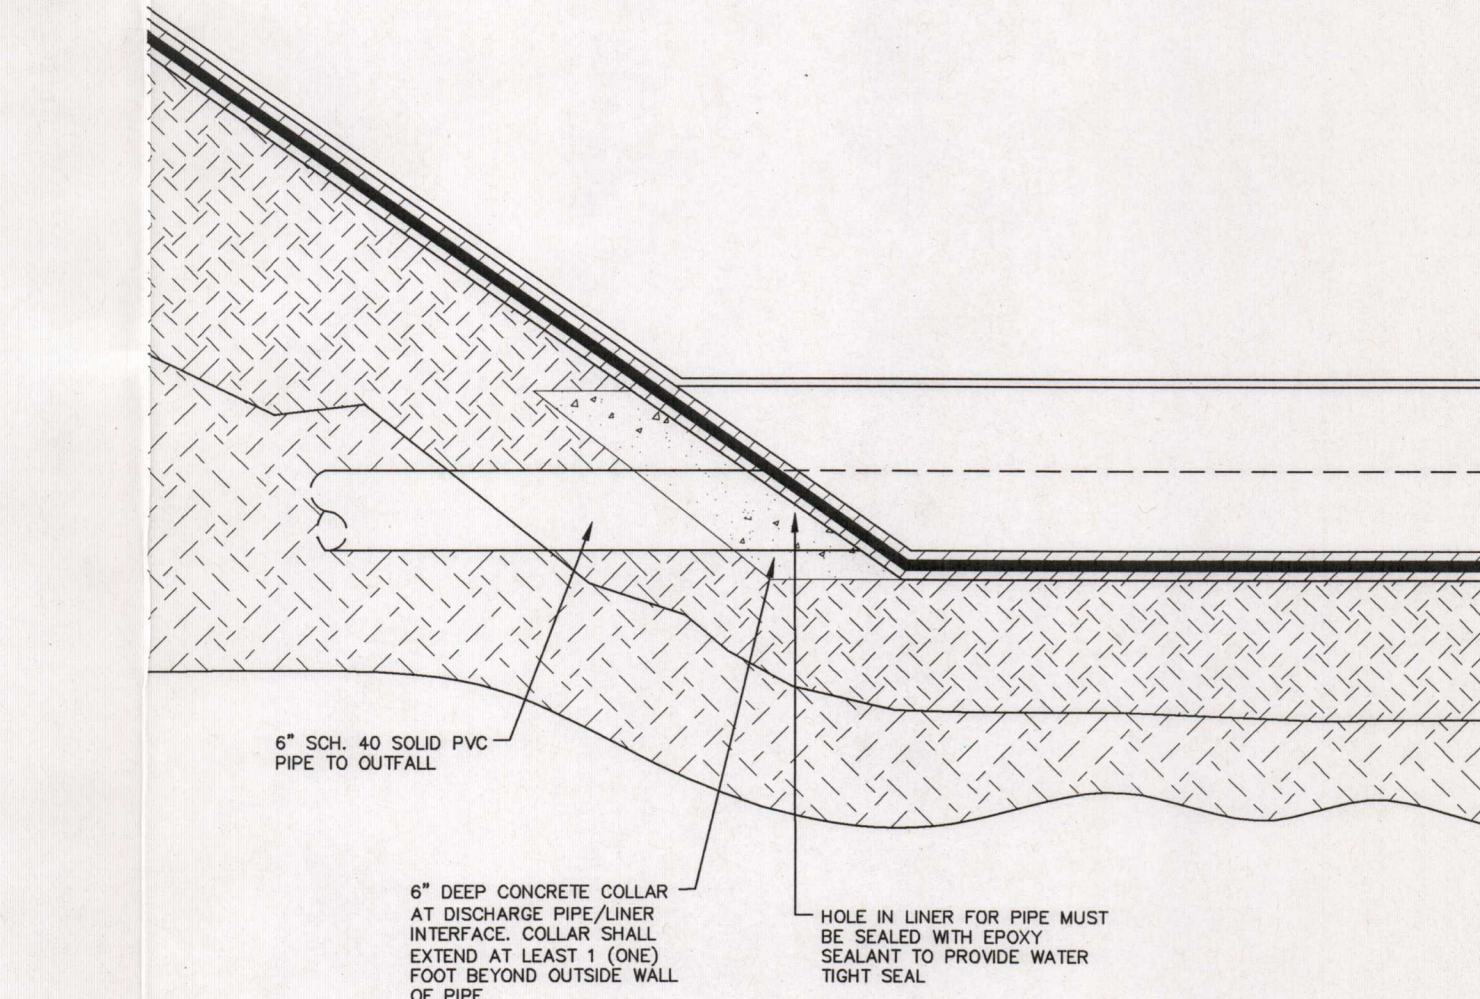 6" SCH. 40 SOLID PVC
PIPE TO OUTFALL
6" DEEP CONCRETE COLLAR
AT DISCHARGE PIPE/LINER
INTERFACE. COLLAR SHALL
EXTEND AT LEAST 1 (ONE)
FOOT BEYOND OUTSIDE WALL
OF PIPE
HOLE IN LINER FOR PIPE MUST
BE SEALED WITH EPOXY
SEALANT TO PROVIDE WATER
TIGHT SEAL